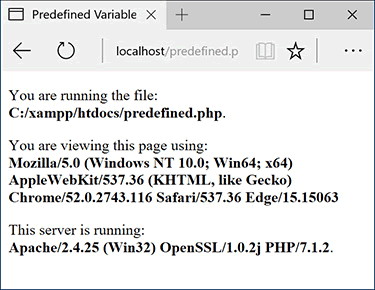 Predefined Variable
localhost/predefined.p
You are running the file:
C:/xampp/htdocs/predefined.php.
You are viewing this page using:
Mozilla/5.0 (Windows NT 10.0; Win64; x64)
AppleWebKit/537.36 (KHTML, like Gecko)
Chrome/52.0.2743.116 Safari/537.36 Edge/15.15063
This server is running:
Apache/2.4.25 (Win32) OpenSSL/1.0.2j PHP/7.1.2.